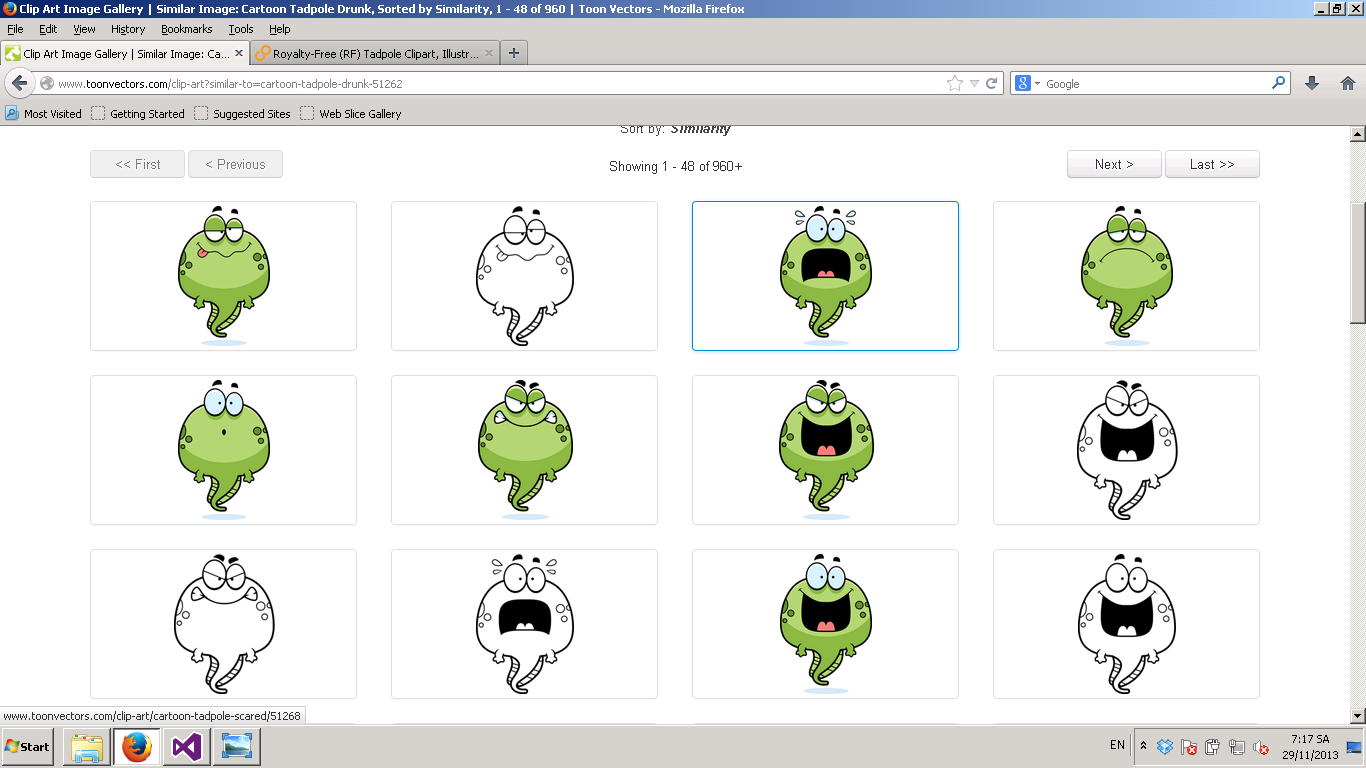 Clip Art Image Gallery | Similar Image: Cartoon Tadpole Drunk, Sorted by Similarity, 1 - 48 of 960 | Toon Vectors - Mozilla Firefox
File Edit View History Bookmarks Tools Help
Clip Art Image Gallery | Similar Image: Ca...
Royalty-Free (RF) Tadpole Clipart, Illustr...
www.toonvectors.com/clip-art?similar-to=cartoon-tadpole-drunk-51262
Google
Most Visited Getting Started Suggested Sites Web Slice Gallery
Sort by: Similarity
<< First < Previous Showing 1 - 48 of 960+ Next > Last >>
www.toonvectors.com/clip-art/cartoon-tadpole-scared/51268
Start
EN
7:17 SA
29/11/2013